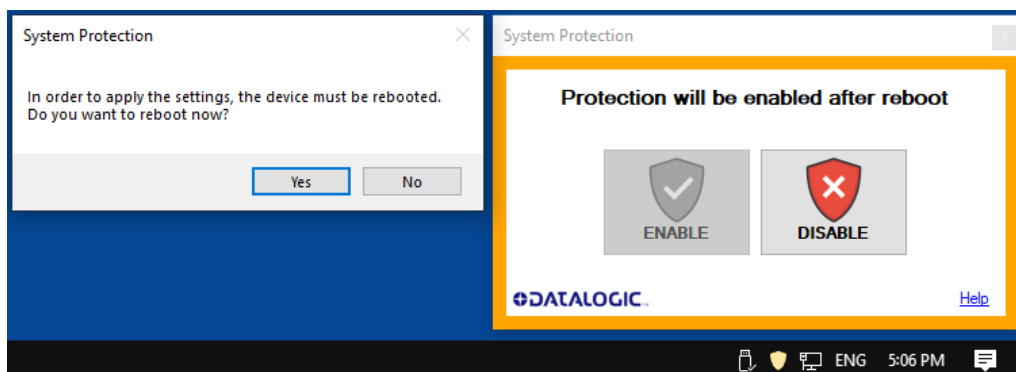 System Protection
In order to apply the settings, the device must be rebooted.
Do you want to reboot now?
Yes
No
System Protection
Protection will be enabled after reboot
ENABLE
DISABLE
DATALOGIC
Help
ENG
5:06 PM